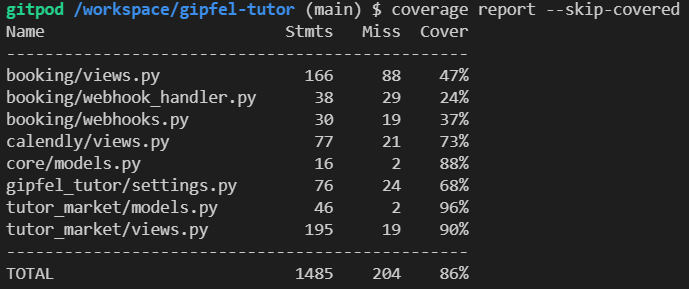 gitpod /workspace/gipfel-tutor (main) $ coverage report --skip-covered
Name                         Stmts   Miss  Cover
------------------------------------------------
booking/views.py               166     88    47%
booking/webhook_handler.py      38     29    24%
booking/webhooks.py             30     19    37%
calendly/views.py               77     21    73%
core/models.py                  16      2    88%
gipfel_tutor/settings.py        76     24    68%
tutor_market/models.py          46      2    96%
tutor_market/views.py          195     19    90%
------------------------------------------------
TOTAL                         1485    204    86%